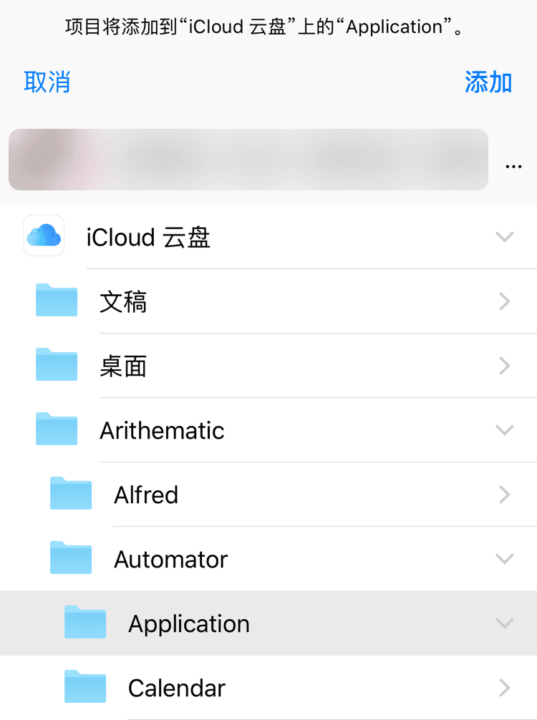 项目将添加到“iCloud 云盘”上的“Application”。
取消
添加
...
iCloud 云盘
文稿
桌面
Arithematic
Alfred
Automator
Application
Calendar